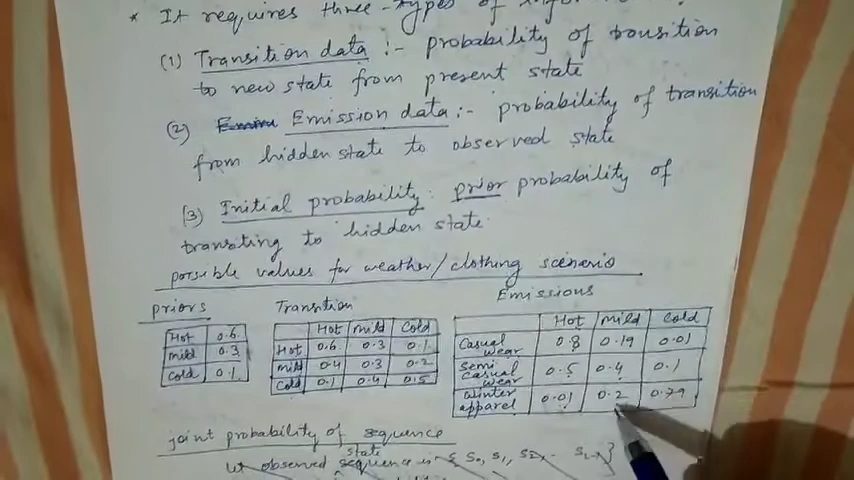 * It requires three-types of
(1) Transition data :- probability of transition
to new state from present state
(2) Emission data :- probability of transition
from hidden state to observed state
(3) Initial probability: prior probability of
transiting to hidden state
possible values for weather/clothing scenario
priors
Hot 0.6
mild 0.3
cold 0.1
Transition
Hot mild Cold
Hot 0.6 0.3 0.1
mild 0.4 0.3 0.2
cold 0.1 0.4 0.5
Emissions
Hot mild cold
Casual wear 0.8 0.19 0.01
Semi casual wear 0.5 0.4 0.1
winter apparel 0.01 0.2 0.79
joint probability of sequence
state
let observed sequence is { S0, S1, S2,